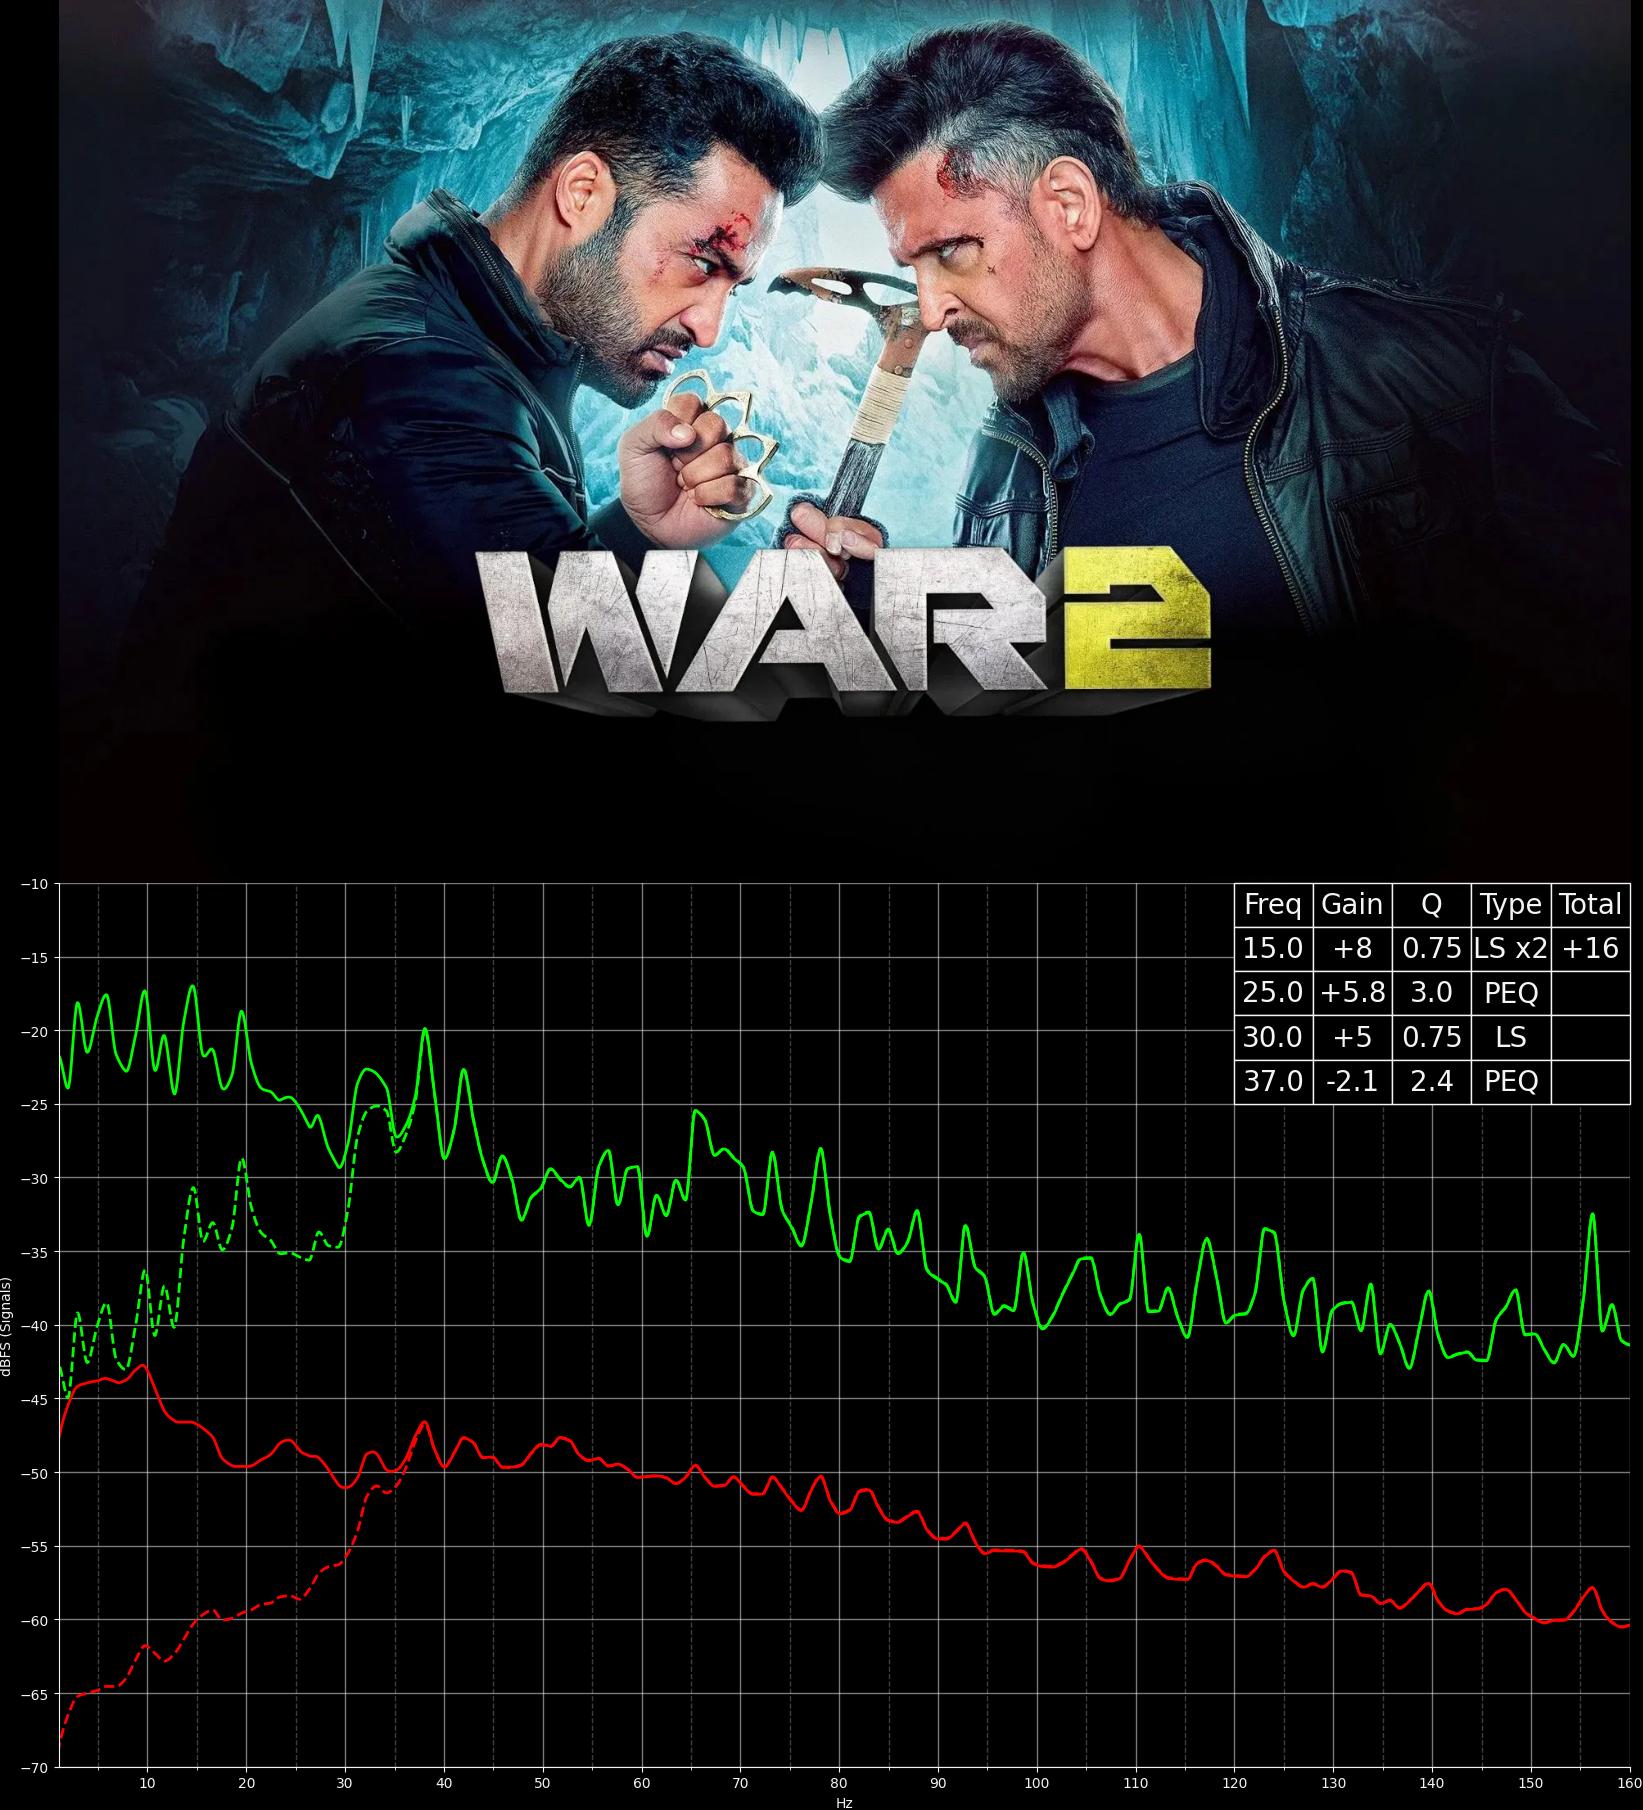 WAR2
Freq Gain Q Type Total
15.0 +8 0.75 LS x2 +16
25.0 +5.8 3.0 PEQ
30.0 +5 0.75 LS
37.0 -2.1 2.4 PEQ
−10
−15
−20
−25
−30
−35
−40
−45
−50
−55
−60
−65
−70
dBFS (Signals)
10 20 30 40 50 60 70 80 90 100 110 120 130 140 150 160
Hz